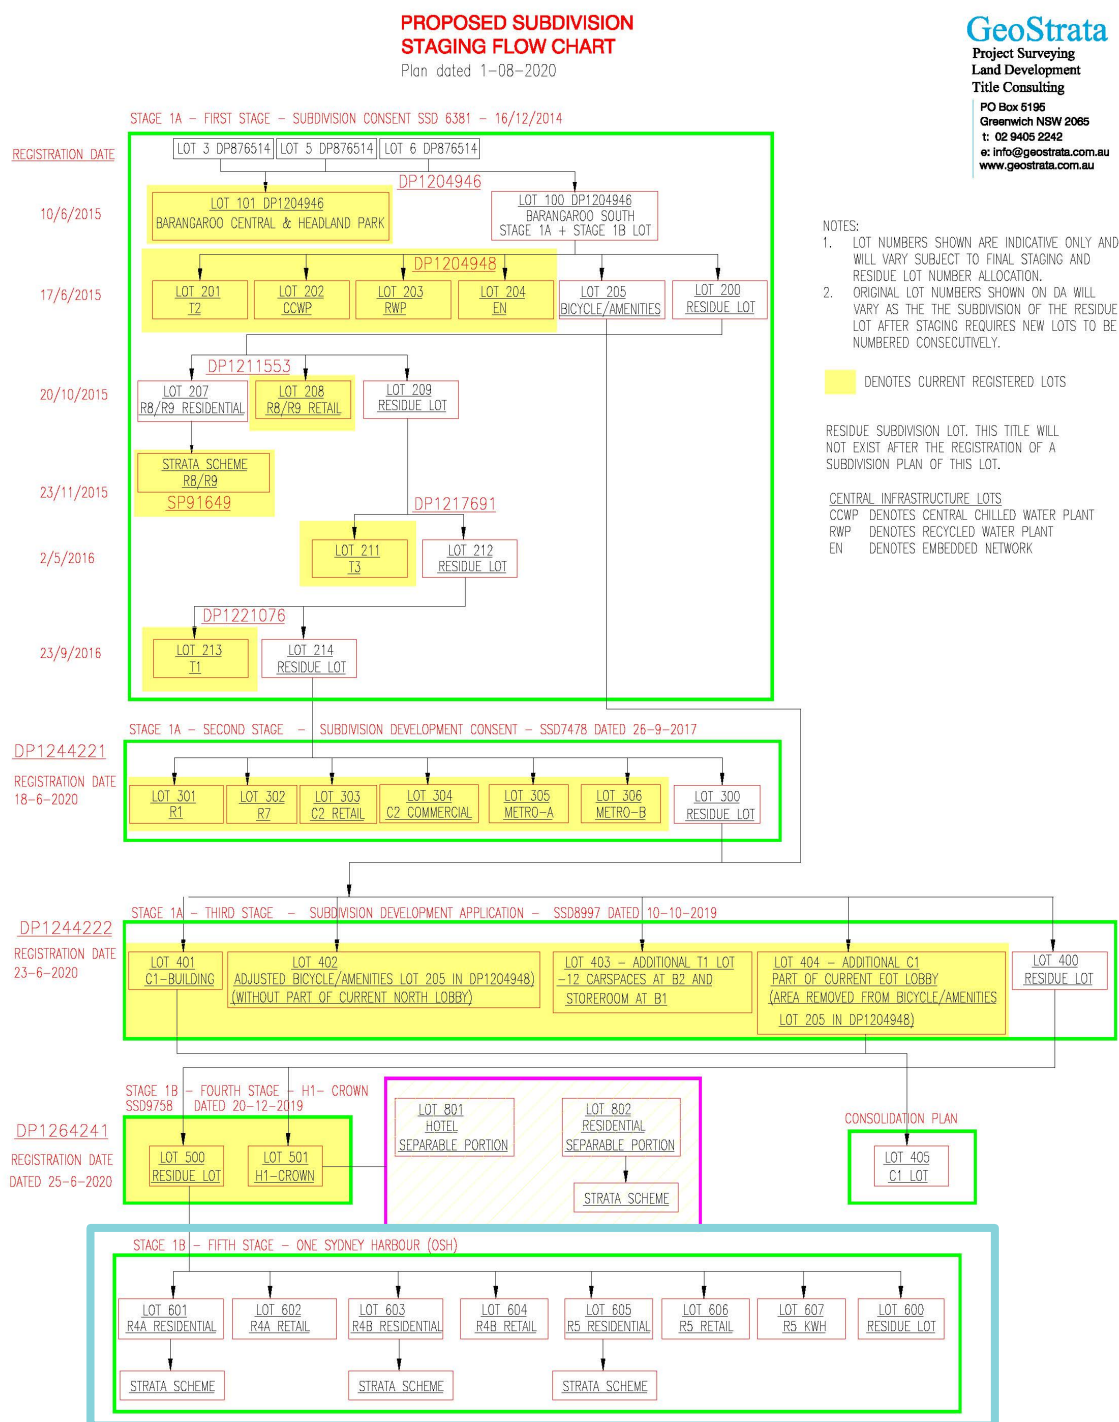 PROPOSED SUBDIVISION
STAGING FLOW CHART
Plan dated 1-08-2020
GeoStrata
Project Surveying
Land Development
Title Consulting
PO Box 5195
Greenwich NSW 2065
t: 02 9405 2242
e: info@geostrata.com.au
www.geostrata.com.au
STAGE 1A - FIRST STAGE - SUBDIVISION CONSENT SSD 6381 - 16/12/2014
REGISTRATION DATE
LOT 3 DP876514
LOT 5 DP876514
LOT 6 DP876514
DP1204946
10/6/2015
LOT 101 DP1204946
BARANGAROO CENTRAL & HEADLAND PARK
LOT 100 DP1204946
BARANGAROO SOUTH
STAGE 1A + STAGE 1B LOT
DP1204948
17/6/2015
LOT 201
T2
LOT 202
CCWP
LOT 203
RWP
LOT 204
EN
LOT 205
BICYCLE/AMENITIES
LOT 200
RESIDUE LOT
DP1211553
20/10/2015
LOT 207
R8/R9 RESIDENTIAL
LOT 208
R8/R9 RETAIL
LOT 209
RESIDUE LOT
STRATA SCHEME
R8/R9
23/11/2015
SP91649
DP1217691
2/5/2016
LOT 211
T3
LOT 212
RESIDUE LOT
DP1221076
23/9/2016
LOT 213
T1
LOT 214
RESIDUE LOT
NOTES:
1. LOT NUMBERS SHOWN ARE INDICATIVE ONLY AND
WILL VARY SUBJECT TO FINAL STAGING AND
RESIDUE LOT NUMBER ALLOCATION.
2. ORIGINAL LOT NUMBERS SHOWN ON DA WILL
VARY AS THE THE SUBDIVISION OF THE RESIDUE
LOT AFTER STAGING REQUIRES NEW LOTS TO BE
NUMBERED CONSECUTIVELY.
DENOTES CURRENT REGISTERED LOTS
RESIDUE SUBDIVISION LOT. THIS TITLE WILL
NOT EXIST AFTER THE REGISTRATION OF A
SUBDIVISION PLAN OF THIS LOT.
CENTRAL INFRASTRUCTURE LOTS
CCWP DENOTES CENTRAL CHILLED WATER PLANT
RWP DENOTES RECYCLED WATER PLANT
EN DENOTES EMBEDDED NETWORK
STAGE 1A - SECOND STAGE - SUBDIVISION DEVELOPMENT CONSENT - SSD7478 DATED 26-9-2017
DP1244221
REGISTRATION DATE
18-6-2020
LOT 301
R1
LOT 302
R7
LOT 303
C2 RETAIL
LOT 304
C2 COMMERCIAL
LOT 305
METRO-A
LOT 306
METRO-B
LOT 300
RESIDUE LOT
STAGE 1A - THIRD STAGE - SUBDIVISION DEVELOPMENT APPLICATION - SSD8997 DATED 10-10-2019
DP1244222
REGISTRATION DATE
23-6-2020
LOT 401
C1-BUILDING
LOT 402
ADJUSTED BICYCLE/AMENITIES LOT 205 IN DP1204948)
(WITHOUT PART OF CURRENT NORTH LOBBY)
LOT 403 - ADDITIONAL T1 LOT
-12 CARSPACES AT B2 AND
STOREROOM AT B1
LOT 404 - ADDITIONAL C1
PART OF CURRENT EOT LOBBY
(AREA REMOVED FROM BICYCLE/AMENITIES
LOT 205 IN DP1204948)
LOT 400
RESIDUE LOT
STAGE 1B - FOURTH STAGE - H1- CROWN
SSD9758 DATED 20-12-2019
DP1264241
REGISTRATION DATE
DATED 25-6-2020
LOT 500
RESIDUE LOT
LOT 501
H1-CROWN
LOT 801
HOTEL
SEPARABLE PORTION
LOT 802
RESIDENTIAL
SEPARABLE PORTION
STRATA SCHEME
CONSOLIDATION PLAN
LOT 405
C1 LOT
STAGE 1B - FIFTH STAGE - ONE SYDNEY HARBOUR (OSH)
LOT 601
R4A RESIDENTIAL
LOT 602
R4A RETAIL
LOT 603
R4B RESIDENTIAL
LOT 604
R4B RETAIL
LOT 605
R5 RESIDENTIAL
LOT 606
R5 RETAIL
LOT 607
R5 KWH
LOT 600
RESIDUE LOT
STRATA SCHEME
STRATA SCHEME
STRATA SCHEME